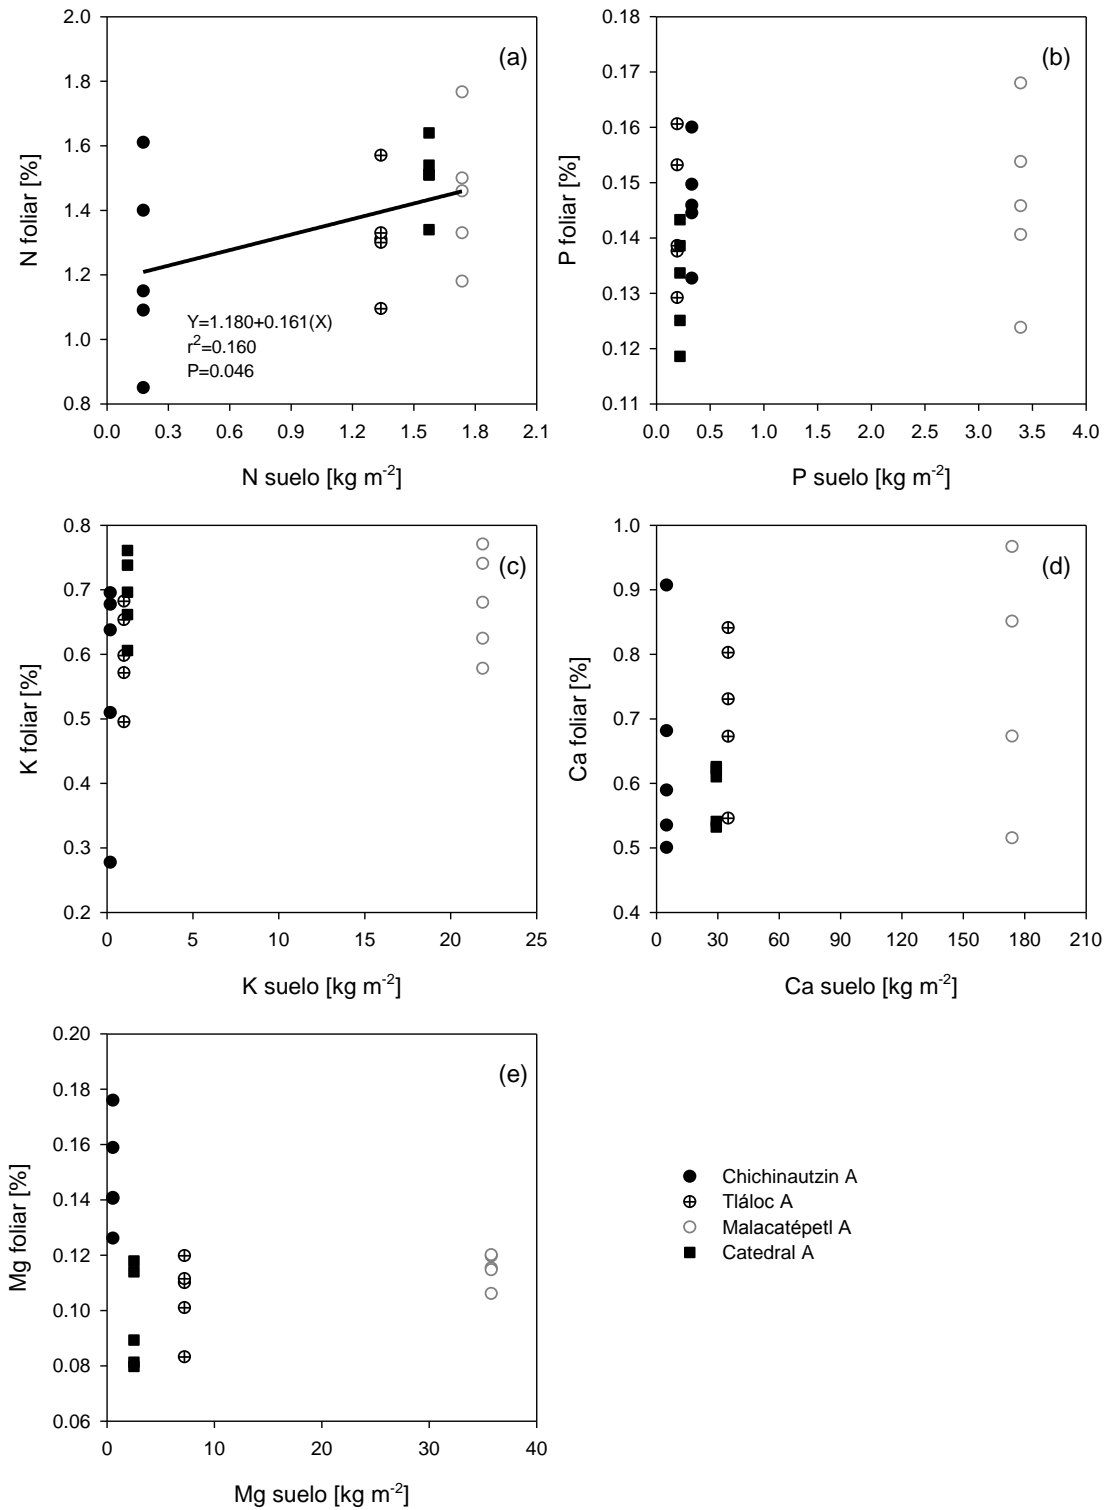 (a)
2.0
1.8
1.6
1.4
1.2
1.0
0.8
N foliar [%]
Y=1.180+0.161(X)
r²=0.160
P=0.046
0.0 0.3 0.6 0.9 1.2 1.5 1.8 2.1
N suelo [kg m⁻²]
(b)
0.18
0.17
0.16
0.15
0.14
0.13
0.12
0.11
P foliar [%]
0.0 0.5 1.0 1.5 2.0 2.5 3.0 3.5 4.0
P suelo [kg m⁻²]
(c)
0.8
0.7
0.6
0.5
0.4
0.3
0.2
K foliar [%]
0 5 10 15 20 25
K suelo [kg m⁻²]
(d)
1.0
0.9
0.8
0.7
0.6
0.5
0.4
Ca foliar [%]
0 30 60 90 120 150 180 210
Ca suelo [kg m⁻²]
(e)
0.20
0.18
0.16
0.14
0.12
0.10
0.08
0.06
Mg foliar [%]
0 10 20 30 40
Mg suelo [kg m⁻²]
Chichinautzin A
Tláloc A
Malacatépetl A
Catedral A